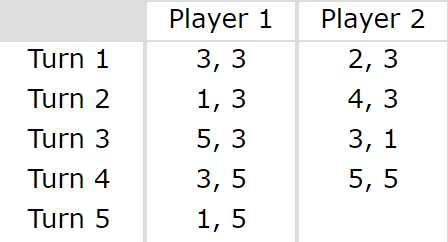 Player 1 Player 2
Turn 1 3, 3 2, 3
Turn 2 1, 3 4, 3
Turn 3 5, 3 3, 1
Turn 4 3, 5 5, 5
Turn 5 1, 5